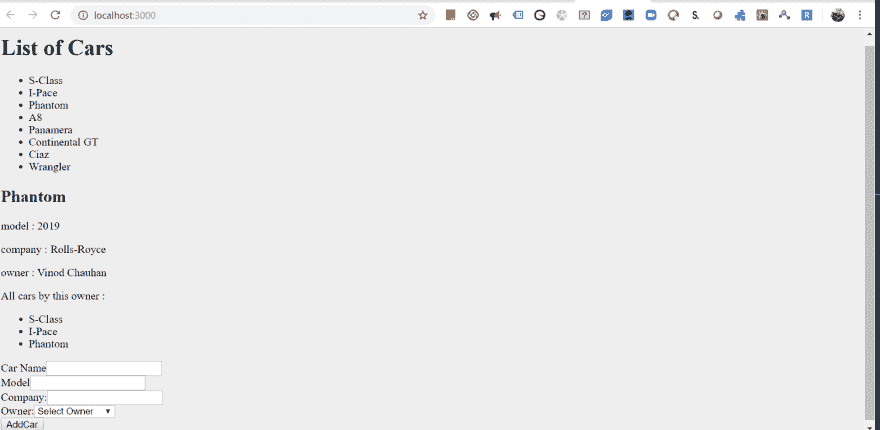 localhost:3000
List of Cars
S-Class
I-Pace
Phantom
A8
Panamera
Continental GT
Ciaz
Wrangler
Phantom
model : 2019
company : Rolls-Royce
owner : Vinod Chauhan
All cars by this owner :
S-Class
I-Pace
Phantom
Car Name
Model
Company:
Owner: Select Owner
AddCar